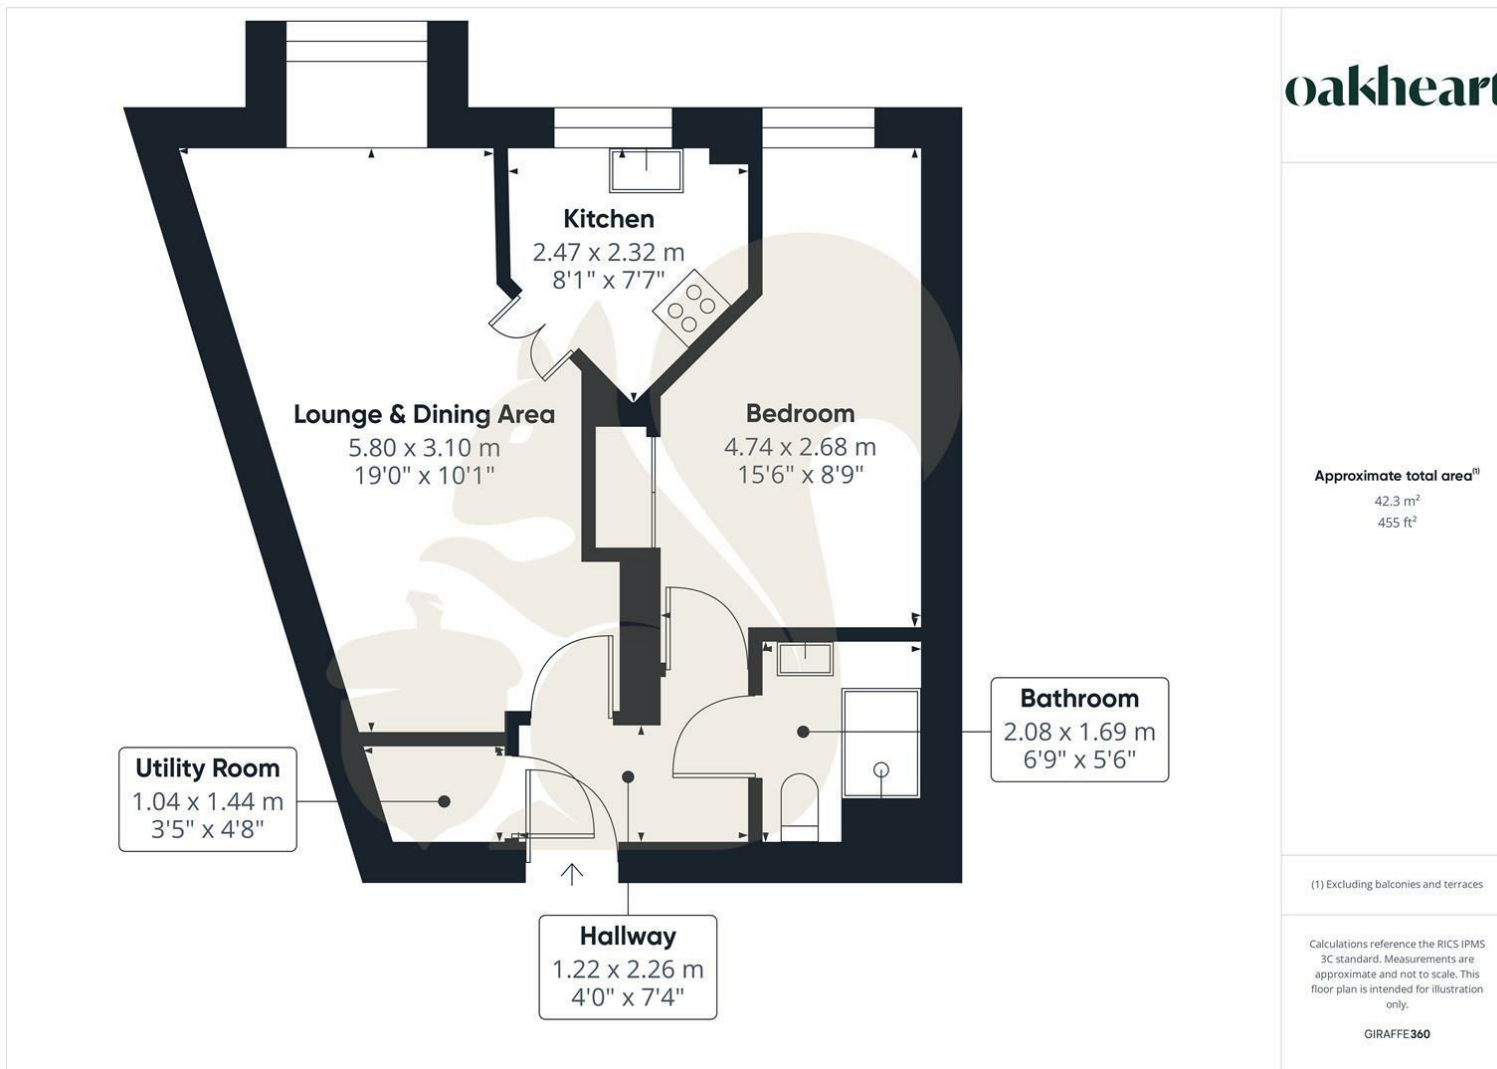 Kitchen
2.47 x 2.32 m
8'1" x 7'7"
Lounge & Dining Area
5.80 x 3.10 m
19'0" x 10'1"
Bedroom
4.74 x 2.68 m
15'6" x 8'9"
Bathroom
2.08 x 1.69 m
6'9" x 5'6"
Utility Room
1.04 x 1.44 m
3'5" x 4'8"
Hallway
1.22 x 2.26 m
4'0" x 7'4"
oakheart
Approximate total area(1)
42.3 m²
455 ft²
(1) Excluding balconies and terraces
Calculations reference the RICS IPMS
3C standard. Measurements are
approximate and not to scale. This
floor plan is intended for illustration
only.
GIRAFFE360